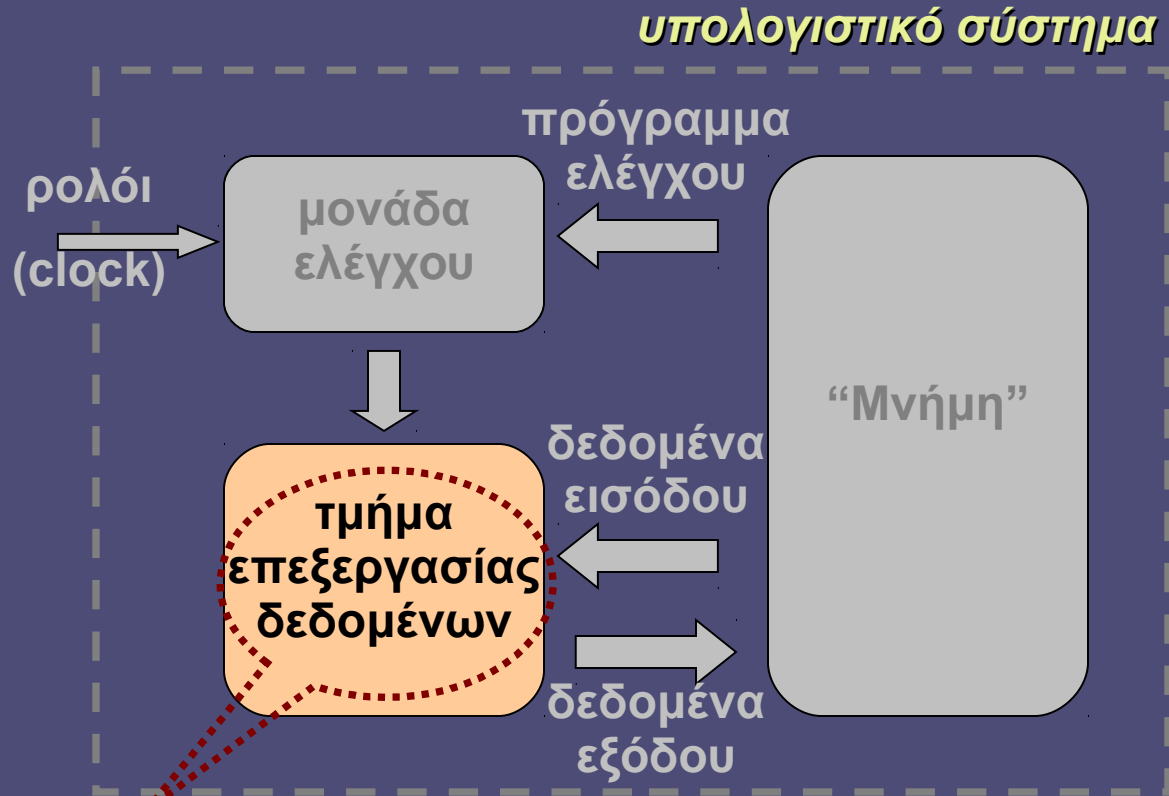 υπολογιστικό σύστημα
πρόγραμμα
ελέγχου
ρολόι
(clock)
μονάδα
ελέγχου
“Μνήμη”
δεδομένα
εισόδου
τμήμα
επεξεργασίας
δεδομένων
δεδομένα
εξόδου